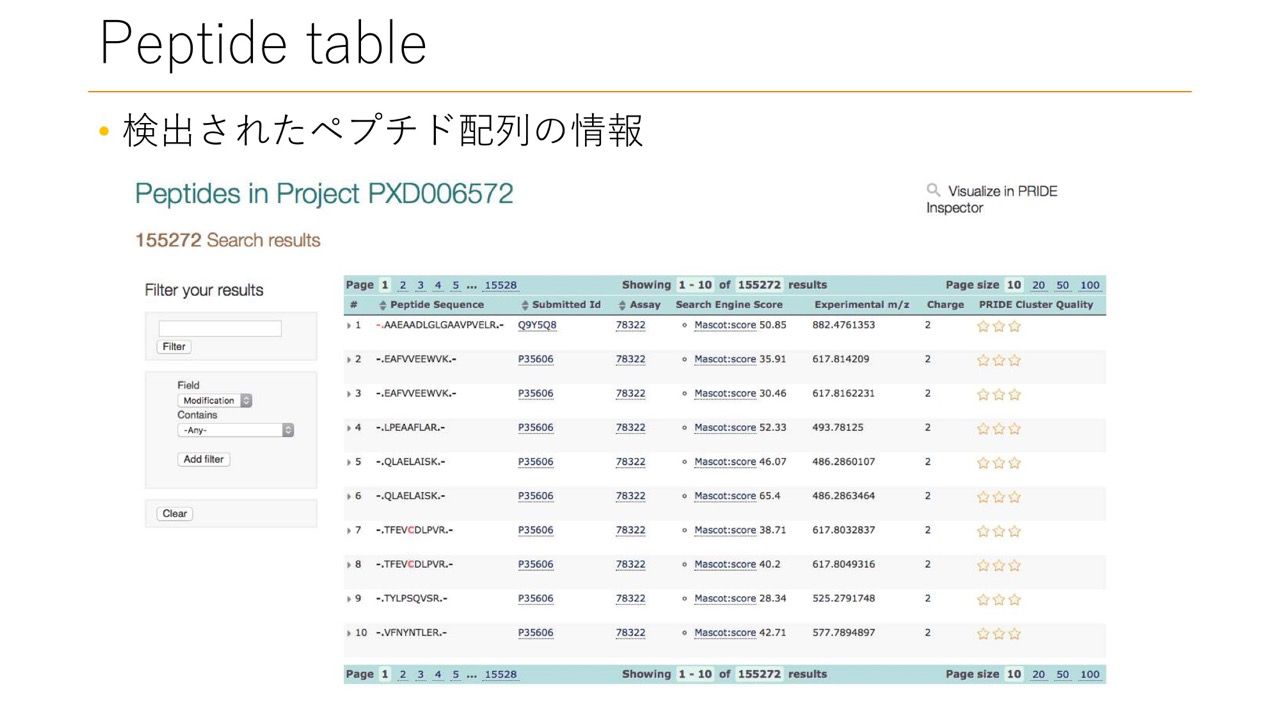 Peptide table
• 検出されたペプチド配列の情報
Peptides in Project PXD006572
Visualize in PRIDE
Inspector
155272 Search results
Filter your results
Filter
Field
Modification
Contains
-Any-
Add filter
Clear
Page 1 2 3 4 5 ... 15528 Showing 1 - 10 of 155272 results Page size 10 20 50 100
# Peptide Sequence Submitted Id Assay Search Engine Score Experimental m/z Charge PRIDE Cluster Quality
1 -.AAEAADLGLGAAVPVELR.- Q9Y5Q8 78322 Mascot:score 50.85 882.4761353 2
2 -.EAFVVEEWVK.- P35606 78322 Mascot:score 35.91 617.814209 2
3 -.EAFVVEEWVK.- P35606 78322 Mascot:score 30.46 617.8162231 2
4 -.LPEAAFLAR.- P35606 78322 Mascot:score 52.33 493.78125 2
5 -.QLAELAISK.- P35606 78322 Mascot:score 46.07 486.2860107 2
6 -.QLAELAISK.- P35606 78322 Mascot:score 65.4 486.2863464 2
7 -.TFEVCDLPVR.- P35606 78322 Mascot:score 38.71 617.8032837 2
8 -.TFEVCDLPVR.- P35606 78322 Mascot:score 40.2 617.8049316 2
9 -.TYLPSQVSR.- P35606 78322 Mascot:score 28.34 525.2791748 2
10 -.VFNYNTLER.- P35606 78322 Mascot:score 42.71 577.7894897 2
Page 1 2 3 4 5 ... 15528 Showing 1 - 10 of 155272 results Page size 10 20 50 100